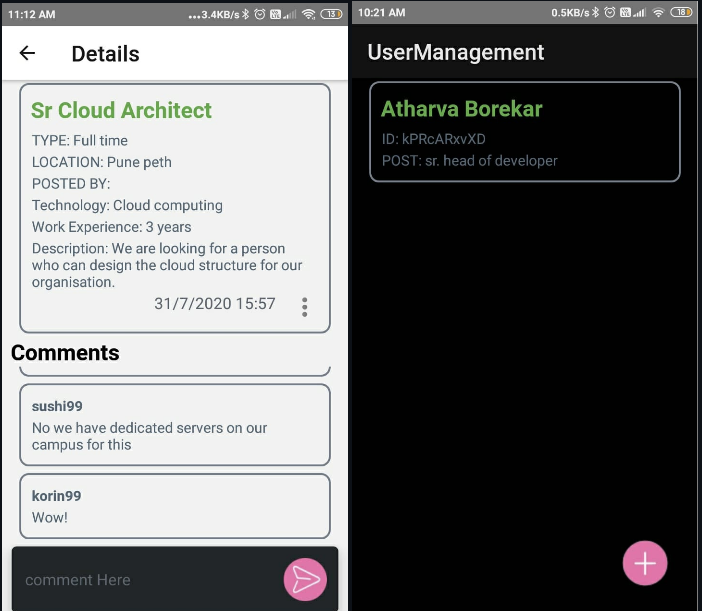 11:12 AM
...3.4KB/s
13
Details
Sr Cloud Architect
TYPE: Full time
LOCATION: Pune peth
POSTED BY:
Technology: Cloud computing
Work Experience: 3 years
Description: We are looking for a person
who can design the cloud structure for our
organisation.
31/7/2020 15:57
Comments
sushi99
No we have dedicated servers on our
campus for this
korin99
Wow!
comment Here
10:21 AM
0.5KB/s
18
UserManagement
Atharva Borekar
ID: kPRcARxvXD
POST: sr. head of developer